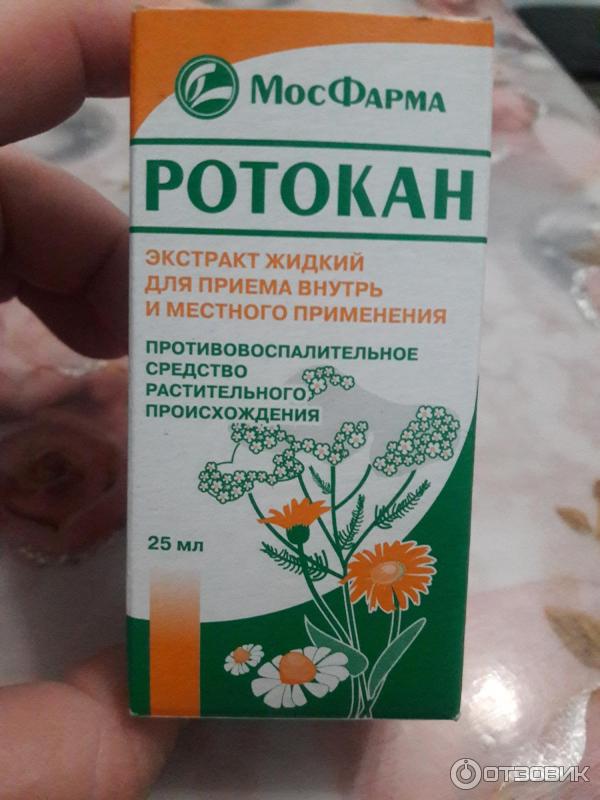 МосФарма
РОТОКАН
ЭКСТРАКТ ЖИДКИЙ
ДЛЯ ПРИЕМА ВНУТРЬ
И МЕСТНОГО ПРИМЕНЕНИЯ
ПРОТИВОВОСПАЛИТЕЛЬНОЕ
СРЕДСТВО
РАСТИТЕЛЬНОГО
ПРОИСХОЖДЕНИЯ
25 мл
ОТЗОВИК